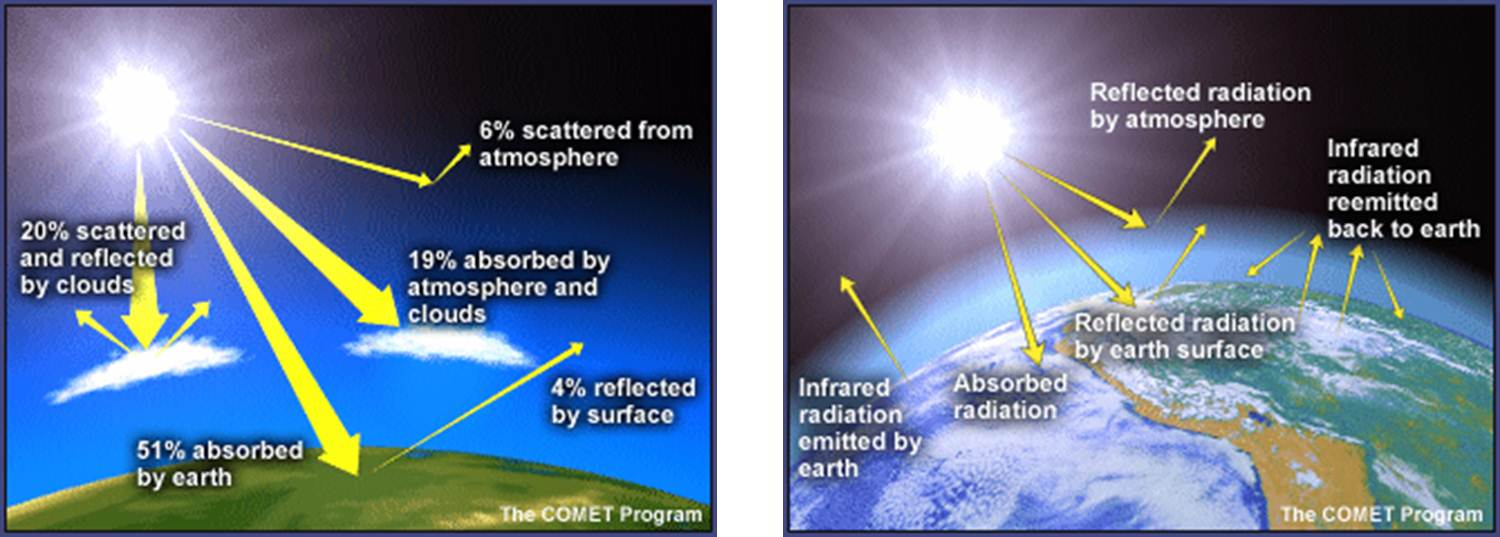 6% scattered from
atmosphere
20% scattered
and reflected
by clouds
19% absorbed by
atmosphere and
clouds
4% reflected
by surface
51% absorbed
by earth
The COMET Program
Reflected radiation
by atmosphere
Infrared
radiation
reemitted
back to earth
Reflected radiation
by earth surface
Absorbed
radiation
Infrared
radiation
emitted by
earth
The COMET Program